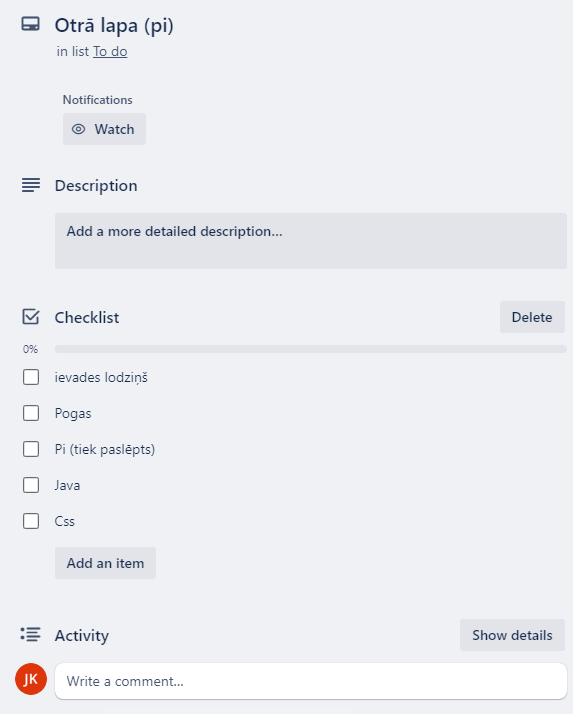 Otrā lapa (pi)
in list To do
Notifications
Watch
Description
Add a more detailed description...
Checklist
Delete
0%
ievades lodziņš
Pogas
Pi (tiek paslēpts)
Java
Css
Add an item
Activity
Show details
JK
Write a comment...